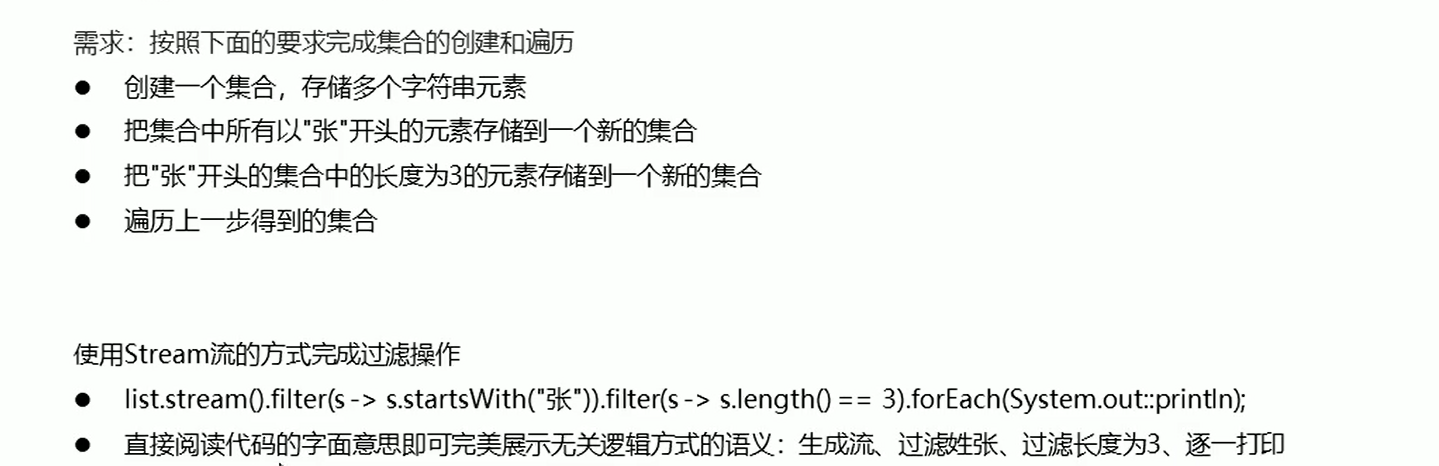 需求：按照下面的要求完成集合的创建和遍历
● 创建一个集合，存储多个字符串元素
● 把集合中所有以"张"开头的元素存储到一个新的集合
● 把"张"开头的集合中的长度为3的元素存储到一个新的集合
● 遍历上一步得到的集合
使用Stream流的方式完成过滤操作
● list.stream().filter(s -> s.startsWith("张")).filter(s -> s.length() == 3).forEach(System.out::println);
● 直接阅读代码的字面意思即可完美展示无关逻辑方式的语义：生成流、过滤姓张、过滤长度为3、逐一打印